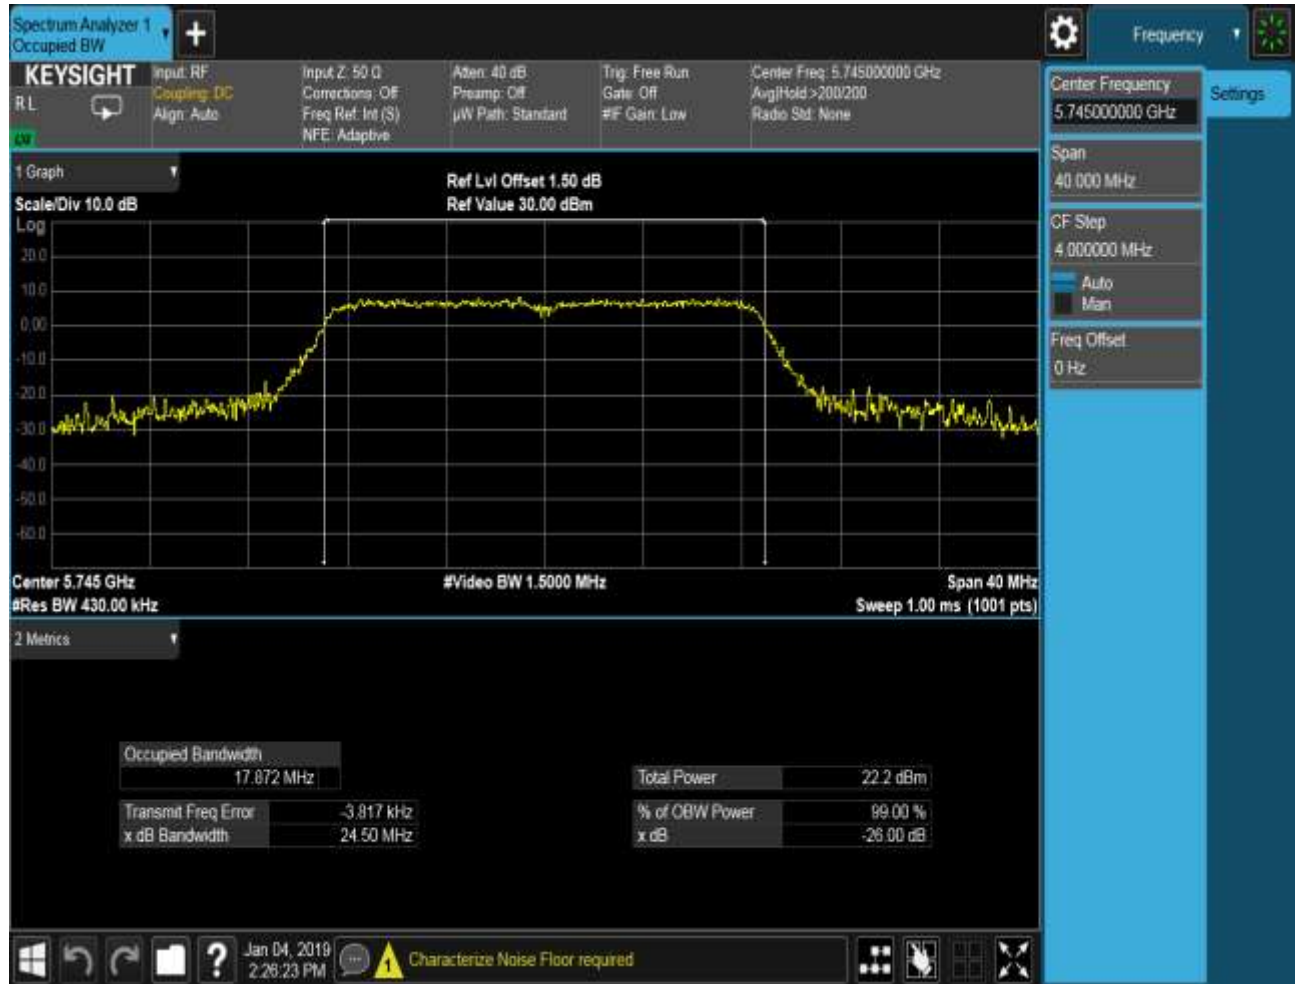 Spectrum Analyzer 1
Occupied BW
+
Frequency
KEYSIGHT
R L
Input: RF
Coupling: DC
Align: Auto
Input Z: 50 Ω
Corrections: Off
Freq Ref: Int (S)
NFE: Adaptive
Atten: 40 dB
Preamp: Off
µW Path: Standard
Trig: Free Run
Gate: Off
#IF Gain: Low
Center Freq: 5.745000000 GHz
Avg|Hold:>200/200
Radio Std: None
Center Frequency
5.745000000 GHz
Settings
Span
40.000 MHz
CF Step
4.000000 MHz
Auto
Man
Freq Offset
0 Hz
1 Graph
Scale/Div 10.0 dB
Ref Lvl Offset 1.50 dB
Ref Value 30.00 dBm
Log
20.0
10.0
0.00
-10.0
-20.0
-30.0
-40.0
-50.0
-60.0
Center 5.745 GHz
#Video BW 1.5000 MHz
Span 40 MHz
#Res BW 430.00 kHz
Sweep 1.00 ms (1001 pts)
2 Metrics
Occupied Bandwidth
17.872 MHz
Total Power 22.2 dBm
Transmit Freq Error -3.817 kHz
% of OBW Power 99.00 %
x dB Bandwidth 24.50 MHz
x dB -26.00 dB
?
Jan 04, 2019
2:26:23 PM
1
Characterize Noise Floor required